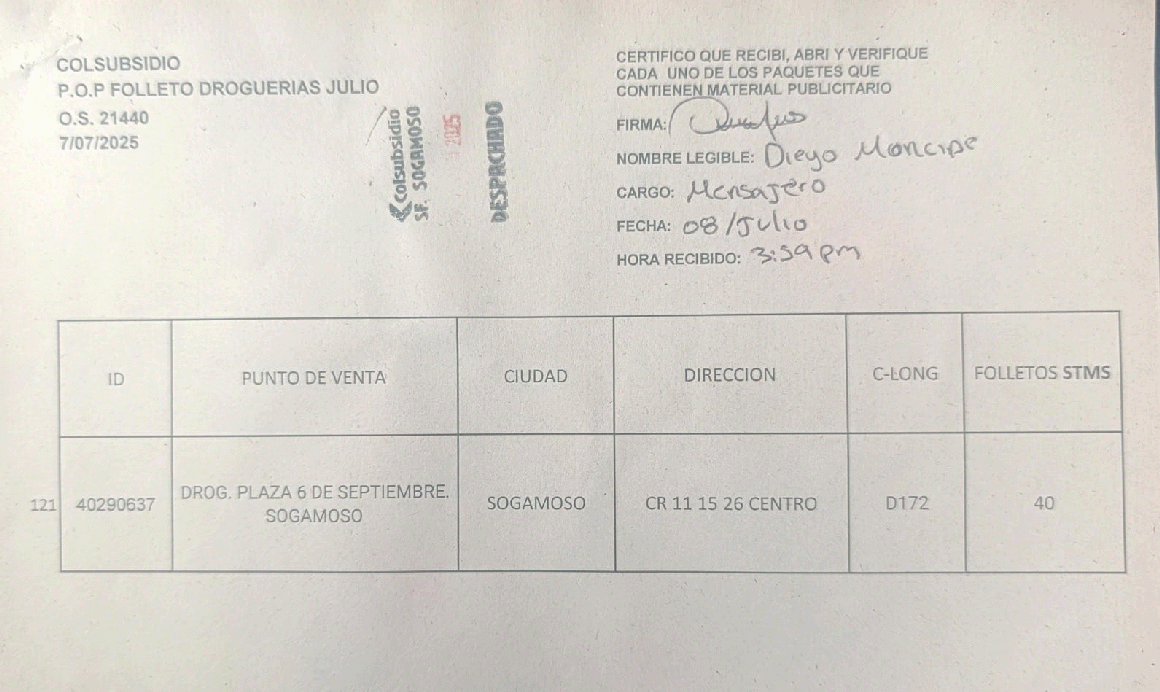 COLSUBSIDIO
P.O.P FOLLETO DROGUERIAS JULIO
O.S. 21440
7/07/2025
Colsubsidio
SF. SOGAMOSO
2025
DESPACHADO
CERTIFICO QUE RECIBI, ABRI Y VERIFIQUE
CADA UNO DE LOS PAQUETES QUE
CONTIENEN MATERIAL PUBLICITARIO
FIRMA:
NOMBRE LEGIBLE: Diego Moncipe
CARGO: Mensajero
FECHA: 08/Julio
HORA RECIBIDO: 3:59 pm
ID PUNTO DE VENTA CIUDAD DIRECCION C-LONG FOLLETOS STMS
121 40290637 DROG. PLAZA 6 DE SEPTIEMBRE. SOGAMOSO SOGAMOSO CR 11 15 26 CENTRO D172 40